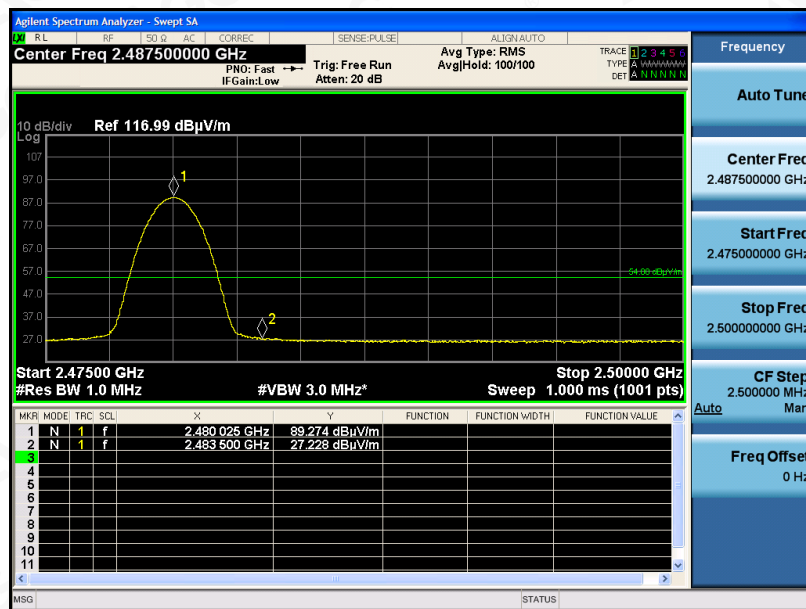 Agilent Spectrum Analyzer - Swept SA
LXI RL RF 50 Ω AC CORREC SENSE:PULSE ALIGN AUTO
Center Freq 2.487500000 GHz
PNO: Fast
IFGain:Low
Trig: Free Run
Atten: 20 dB
Avg Type: RMS
Avg|Hold: 100/100
TRACE 1 2 3 4 5 6
TYPE A
DET A N N N N N
10 dB/div Ref 116.99 dBµV/m
Log
107
97.0
87.0
77.0
67.0
57.0
47.0
37.0
27.0
1
2
54.00 dBµV/m
Start 2.47500 GHz Stop 2.50000 GHz
#Res BW 1.0 MHz #VBW 3.0 MHz* Sweep 1.000 ms (1001 pts)
MKR MODE TRC SCL X Y FUNCTION FUNCTION WIDTH FUNCTION VALUE
1 N 1 f 2.480 025 GHz 89.274 dBµV/m
2 N 1 f 2.483 500 GHz 27.228 dBµV/m
3
4
5
6
7
8
9
10
11
MSG STATUS
Frequency
Auto Tune
Center Freq
2.487500000 GHz
Start Freq
2.475000000 GHz
Stop Freq
2.500000000 GHz
CF Step
2.500000 MHz
Auto Man
Freq Offset
0 Hz